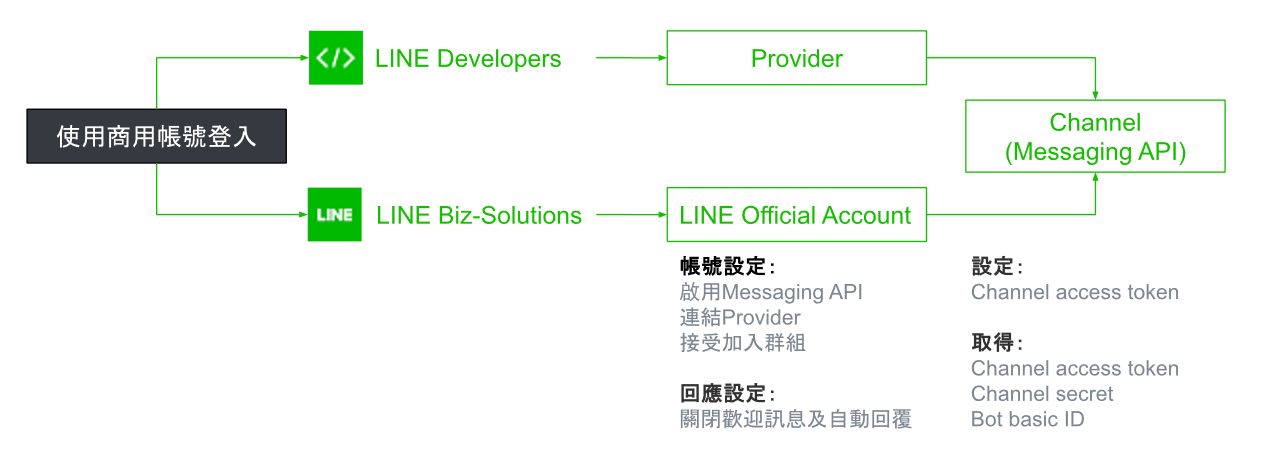 使用商用帳號登入
</>
LINE Developers
Provider
Channel
(Messaging API)
LINE
LINE Biz-Solutions
LINE Official Account
帳號設定：
啟用Messaging API
連結Provider
接受加入群組
回應設定：
關閉歡迎訊息及自動回覆
設定：
Channel access token
取得：
Channel access token
Channel secret
Bot basic ID